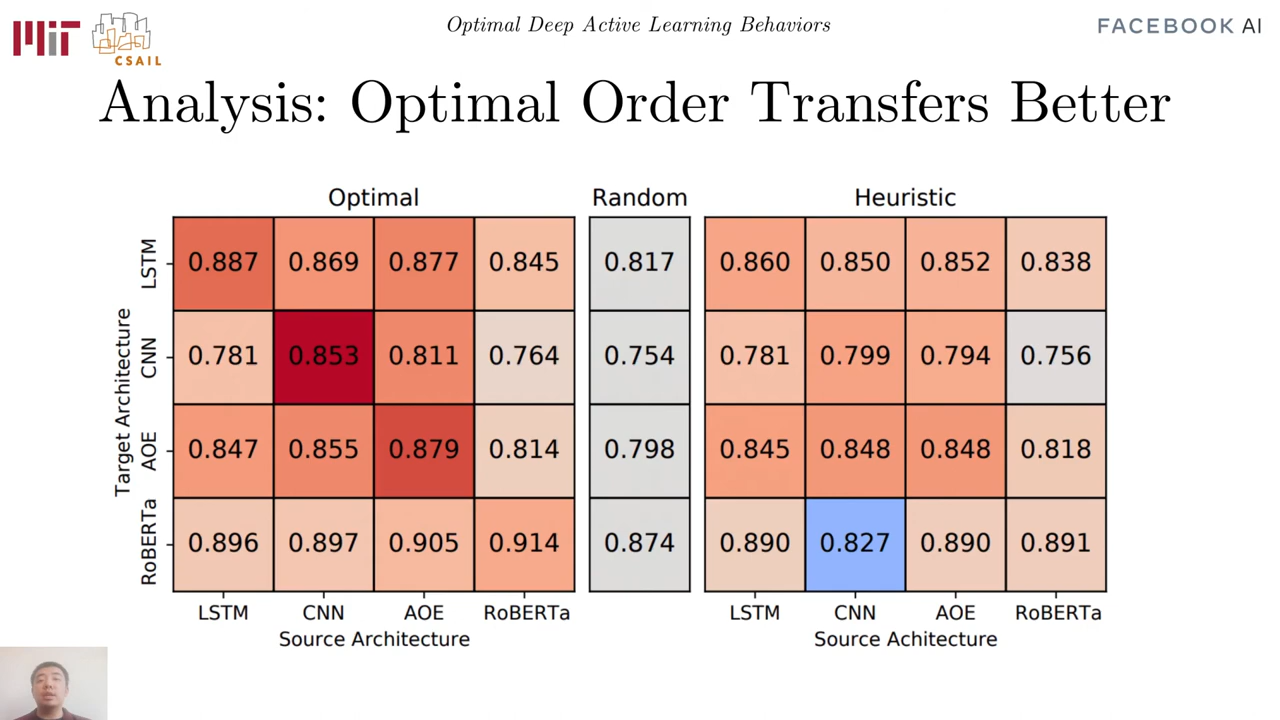 MIT
CSAIL
Optimal Deep Active Learning Behaviors
FACEBOOK AI
Analysis: Optimal Order Transfers Better
Optimal Random Heuristic
Target Architecture
LSTM 0.887 0.869 0.877 0.845 0.817 0.860 0.850 0.852 0.838
CNN 0.781 0.853 0.811 0.764 0.754 0.781 0.799 0.794 0.756
AOE 0.847 0.855 0.879 0.814 0.798 0.845 0.848 0.848 0.818
RoBERTa 0.896 0.897 0.905 0.914 0.874 0.890 0.827 0.890 0.891
LSTM CNN AOE RoBERTa LSTM CNN AOE RoBERTa
Source Architecture Source Achitecture